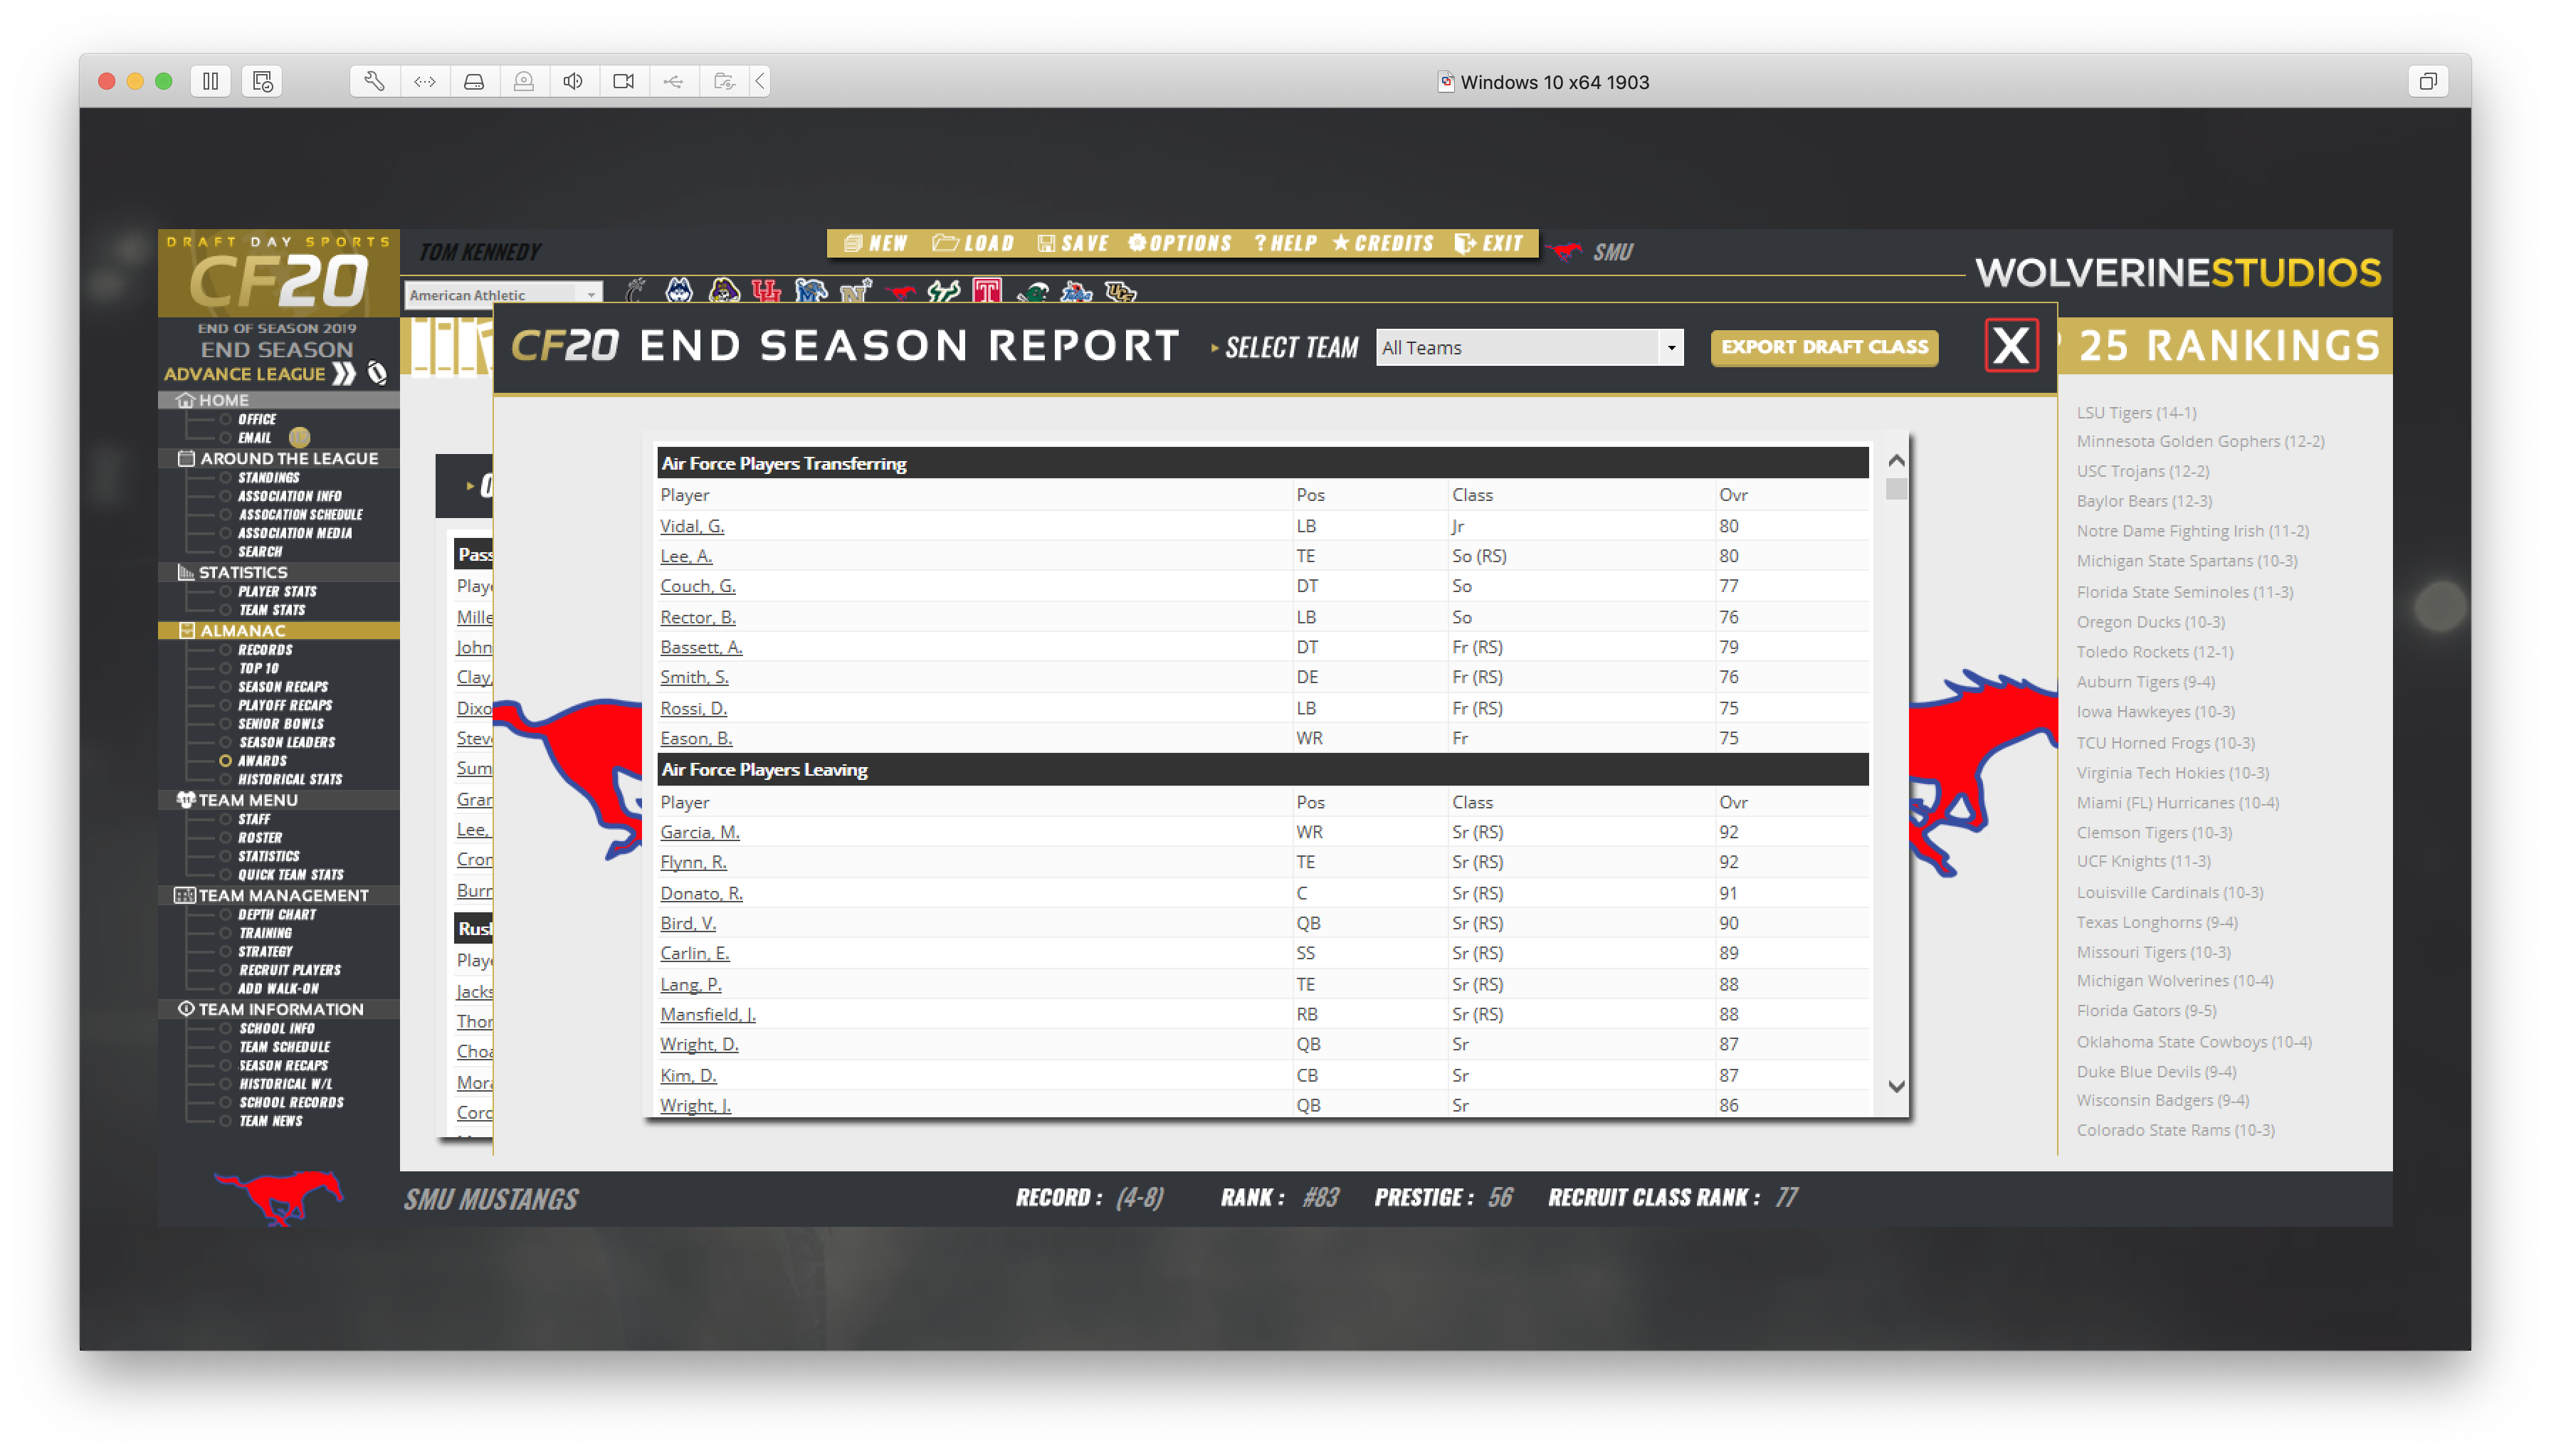 Windows 10 x64 1903
DRAFT DAY SPORTS
CF20
TOM KENNEDY
NEW LOAD SAVE OPTIONS ? HELP CREDITS EXIT
SMU
WOLVERINESTUDIOS
American Athletic
END OF SEASON 2019
END SEASON
ADVANCE LEAGUE
HOME
OFFICE
EMAIL
AROUND THE LEAGUE
STANDINGS
ASSOCIATION INFO
ASSOCATION SCHEDULE
ASSOCIATION MEDIA
SEARCH
STATISTICS
PLAYER STATS
TEAM STATS
ALMANAC
RECORDS
TOP 10
SEASON RECAPS
PLAYOFF RECAPS
SENIOR BOWLS
SEASON LEADERS
AWARDS
HISTORICAL STATS
TEAM MENU
STAFF
ROSTER
STATISTICS
QUICK TEAM STATS
TEAM MANAGEMENT
DEPTH CHART
TRAINING
STRATEGY
RECRUIT PLAYERS
ADD WALK-ON
TEAM INFORMATION
SCHOOL INFO
TEAM SCHEDULE
SEASON RECAPS
HISTORICAL W/L
SCHOOL RECORDS
TEAM NEWS
Pass
Playe
Mille
John
Clay,
Dixo
Steve
Sum
Gran
Lee,
Cron
Burn
Rush
Playe
Jacks
Thor
Choa
Mora
Coro
CF20 END SEASON REPORT
SELECT TEAM All Teams
EXPORT DRAFT CLASS
X
Air Force Players Transferring
Player Pos Class Ovr
Vidal, G. LB Jr 80
Lee, A. TE So (RS) 80
Couch, G. DT So 77
Rector, B. LB So 76
Bassett, A. DT Fr (RS) 79
Smith, S. DE Fr (RS) 76
Rossi, D. LB Fr (RS) 75
Eason, B. WR Fr 75
Air Force Players Leaving
Player Pos Class Ovr
Garcia, M. WR Sr (RS) 92
Flynn, R. TE Sr (RS) 92
Donato, R. C Sr (RS) 91
Bird, V. QB Sr (RS) 90
Carlin, E. SS Sr (RS) 89
Lang, P. TE Sr (RS) 88
Mansfield, J. RB Sr (RS) 88
Wright, D. QB Sr 87
Kim, D. CB Sr 87
Wright, J. QB Sr 86
25 RANKINGS
LSU Tigers (14-1)
Minnesota Golden Gophers (12-2)
USC Trojans (12-2)
Baylor Bears (12-3)
Notre Dame Fighting Irish (11-2)
Michigan State Spartans (10-3)
Florida State Seminoles (11-3)
Oregon Ducks (10-3)
Toledo Rockets (12-1)
Auburn Tigers (9-4)
Iowa Hawkeyes (10-3)
TCU Horned Frogs (10-3)
Virginia Tech Hokies (10-3)
Miami (FL) Hurricanes (10-4)
Clemson Tigers (10-3)
UCF Knights (11-3)
Louisville Cardinals (10-3)
Texas Longhorns (9-4)
Missouri Tigers (10-3)
Michigan Wolverines (10-4)
Florida Gators (9-5)
Oklahoma State Cowboys (10-4)
Duke Blue Devils (9-4)
Wisconsin Badgers (9-4)
Colorado State Rams (10-3)
SMU MUSTANGS
RECORD : (4-8) RANK : #83 PRESTIGE : 56 RECRUIT CLASS RANK : 77